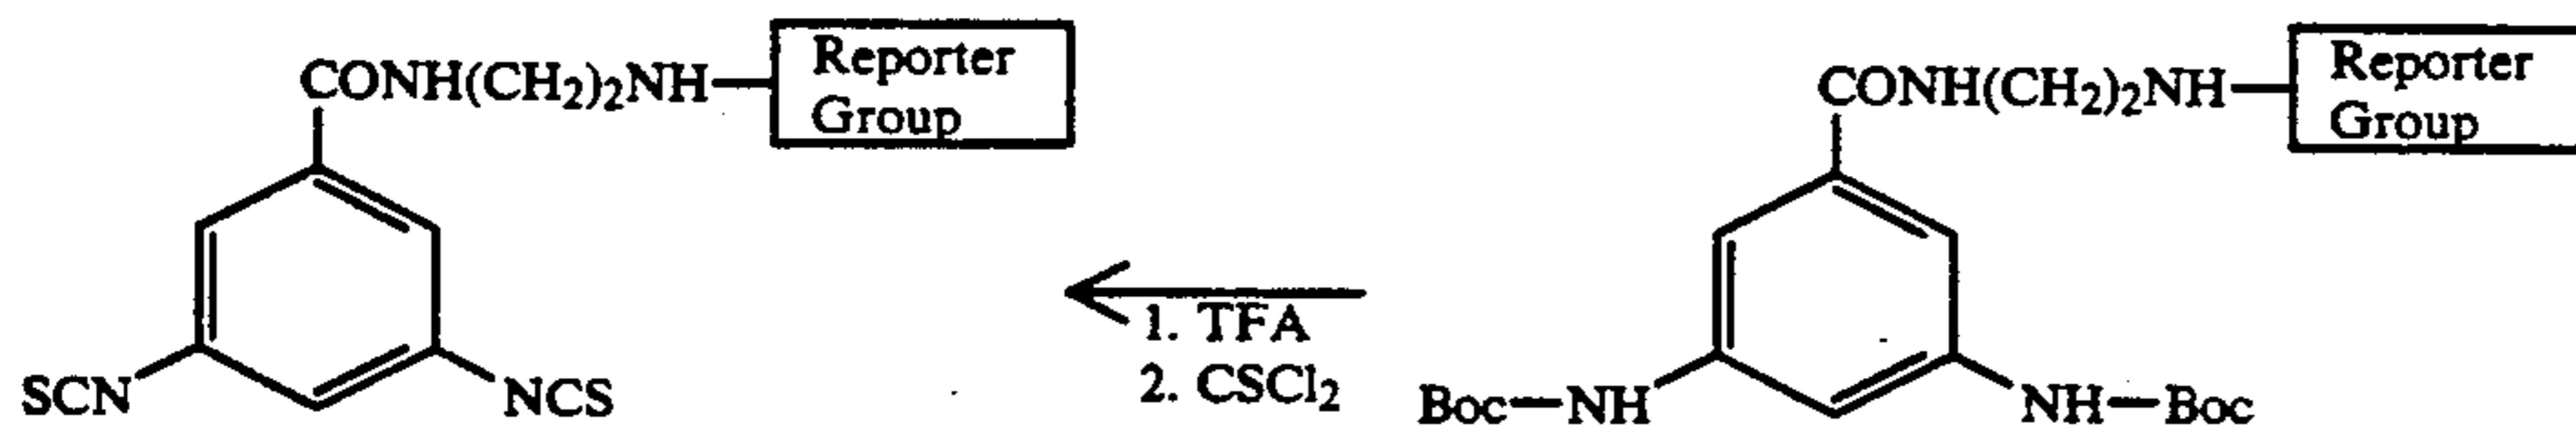 CONH(CH₂)₂NH—Reporter Group
SCN
NCS
1. TFA
2. CSCl₂
CONH(CH₂)₂NH—Reporter Group
Boc—NH
NH—Boc